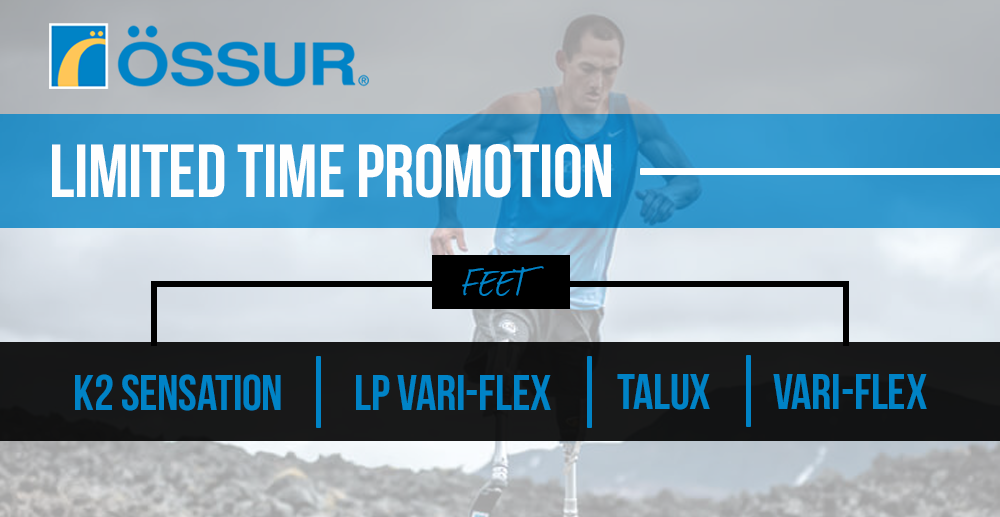 ÖSSUR®
LIMITED TIME PROMOTION
FEET
K2 SENSATION | LP VARI-FLEX | TALUX | VARI-FLEX